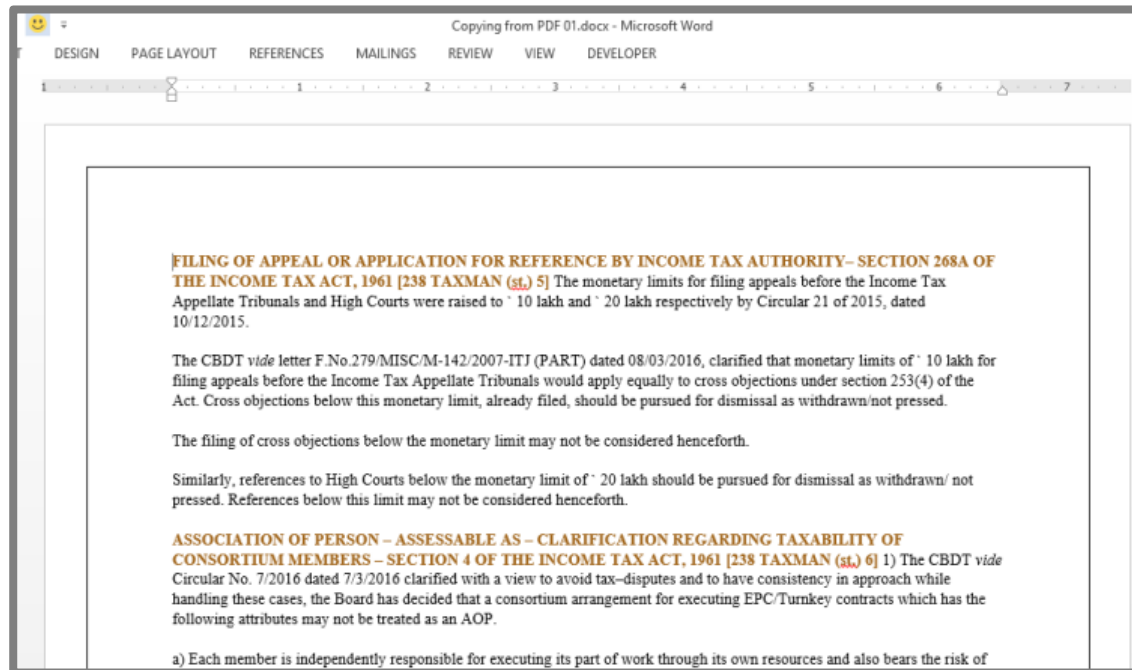 Copying from PDF 01.docx - Microsoft Word
T DESIGN PAGE LAYOUT REFERENCES MAILINGS REVIEW VIEW DEVELOPER
1 1 2 3 4 5 6 7
FILING OF APPEAL OR APPLICATION FOR REFERENCE BY INCOME TAX AUTHORITY– SECTION 268A OF
THE INCOME TAX ACT, 1961 [238 TAXMAN (st.) 5] The monetary limits for filing appeals before the Income Tax
Appellate Tribunals and High Courts were raised to ` 10 lakh and ` 20 lakh respectively by Circular 21 of 2015, dated
10/12/2015.
The CBDT vide letter F.No.279/MISC/M-142/2007-ITJ (PART) dated 08/03/2016, clarified that monetary limits of ` 10 lakh for
filing appeals before the Income Tax Appellate Tribunals would apply equally to cross objections under section 253(4) of the
Act. Cross objections below this monetary limit, already filed, should be pursued for dismissal as withdrawn/not pressed.
The filing of cross objections below the monetary limit may not be considered henceforth.
Similarly, references to High Courts below the monetary limit of ` 20 lakh should be pursued for dismissal as withdrawn/ not
pressed. References below this limit may not be considered henceforth.
ASSOCIATION OF PERSON – ASSESSABLE AS – CLARIFICATION REGARDING TAXABILITY OF
CONSORTIUM MEMBERS – SECTION 4 OF THE INCOME TAX ACT, 1961 [238 TAXMAN (st.) 6] 1) The CBDT vide
Circular No. 7/2016 dated 7/3/2016 clarified with a view to avoid tax–disputes and to have consistency in approach while
handling these cases, the Board has decided that a consortium arrangement for executing EPC/Turnkey contracts which has the
following attributes may not be treated as an AOP.
a) Each member is independently responsible for executing its part of work through its own resources and also bears the risk of